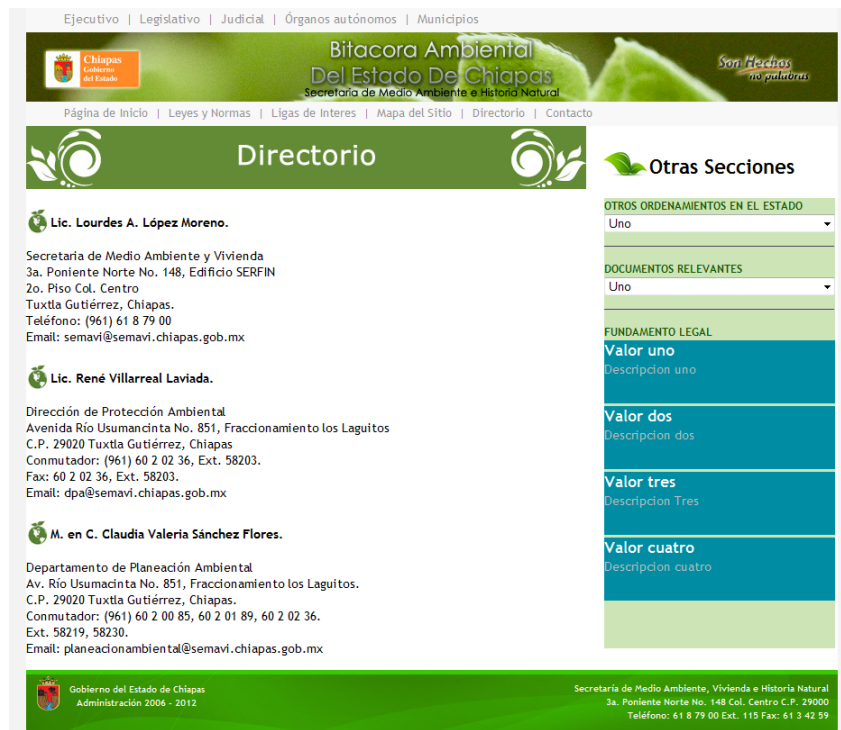 Ejecutivo | Legislativo | Judicial | Órganos autónomos | Municipios
Chiapas
Gobierno
del Estado
Bitacora Ambiental
Del Estado De Chiapas
Secretaria de Medio Ambiente e Historia Natural
Son Hechos
no palabras
Página de Inicio | Leyes y Normas | Ligas de Interes | Mapa del Sitio | Directorio | Contacto
Directorio
Lic. Lourdes A. López Moreno.
Secretaria de Medio Ambiente y Vivienda
3a. Poniente Norte No. 148, Edificio SERFIN
2o. Piso Col. Centro
Tuxtla Gutiérrez, Chiapas.
Teléfono: (961) 61 8 79 00
Email: semavi@semavi.chiapas.gob.mx
Lic. René Villarreal Laviada.
Dirección de Protección Ambiental
Avenida Río Usumancinta No. 851, Fraccionamiento los Laguitos
C.P. 29020 Tuxtla Gutiérrez, Chiapas
Conmutador: (961) 60 2 02 36, Ext. 58203.
Fax: 60 2 02 36, Ext. 58203.
Email: dpa@semavi.chiapas.gob.mx
M. en C. Claudia Valeria Sánchez Flores.
Departamento de Planeación Ambiental
Av. Río Usumacinta No. 851, Fraccionamiento los Laguitos.
C.P. 29020 Tuxtla Gutiérrez, Chiapas.
Conmutador: (961) 60 2 00 85, 60 2 01 89, 60 2 02 36.
Ext. 58219, 58230.
Email: planeacionambiental@semavi.chiapas.gob.mx
Otras Secciones
OTROS ORDENAMIENTOS EN EL ESTADO
Uno
DOCUMENTOS RELEVANTES
Uno
FUNDAMENTO LEGAL
Valor uno
Descripcion uno
Valor dos
Descripcion dos
Valor tres
Descripcion Tres
Valor cuatro
Descripcion cuatro
Gobierno del Estado de Chiapas
Administración 2006 - 2012
Secretaría de Medio Ambiente, Vivienda e Historia Natural
3a. Poniente Norte No. 148 Col. Centro C.P. 29000
Teléfono: 61 8 79 00 Ext. 115 Fax: 61 3 42 59